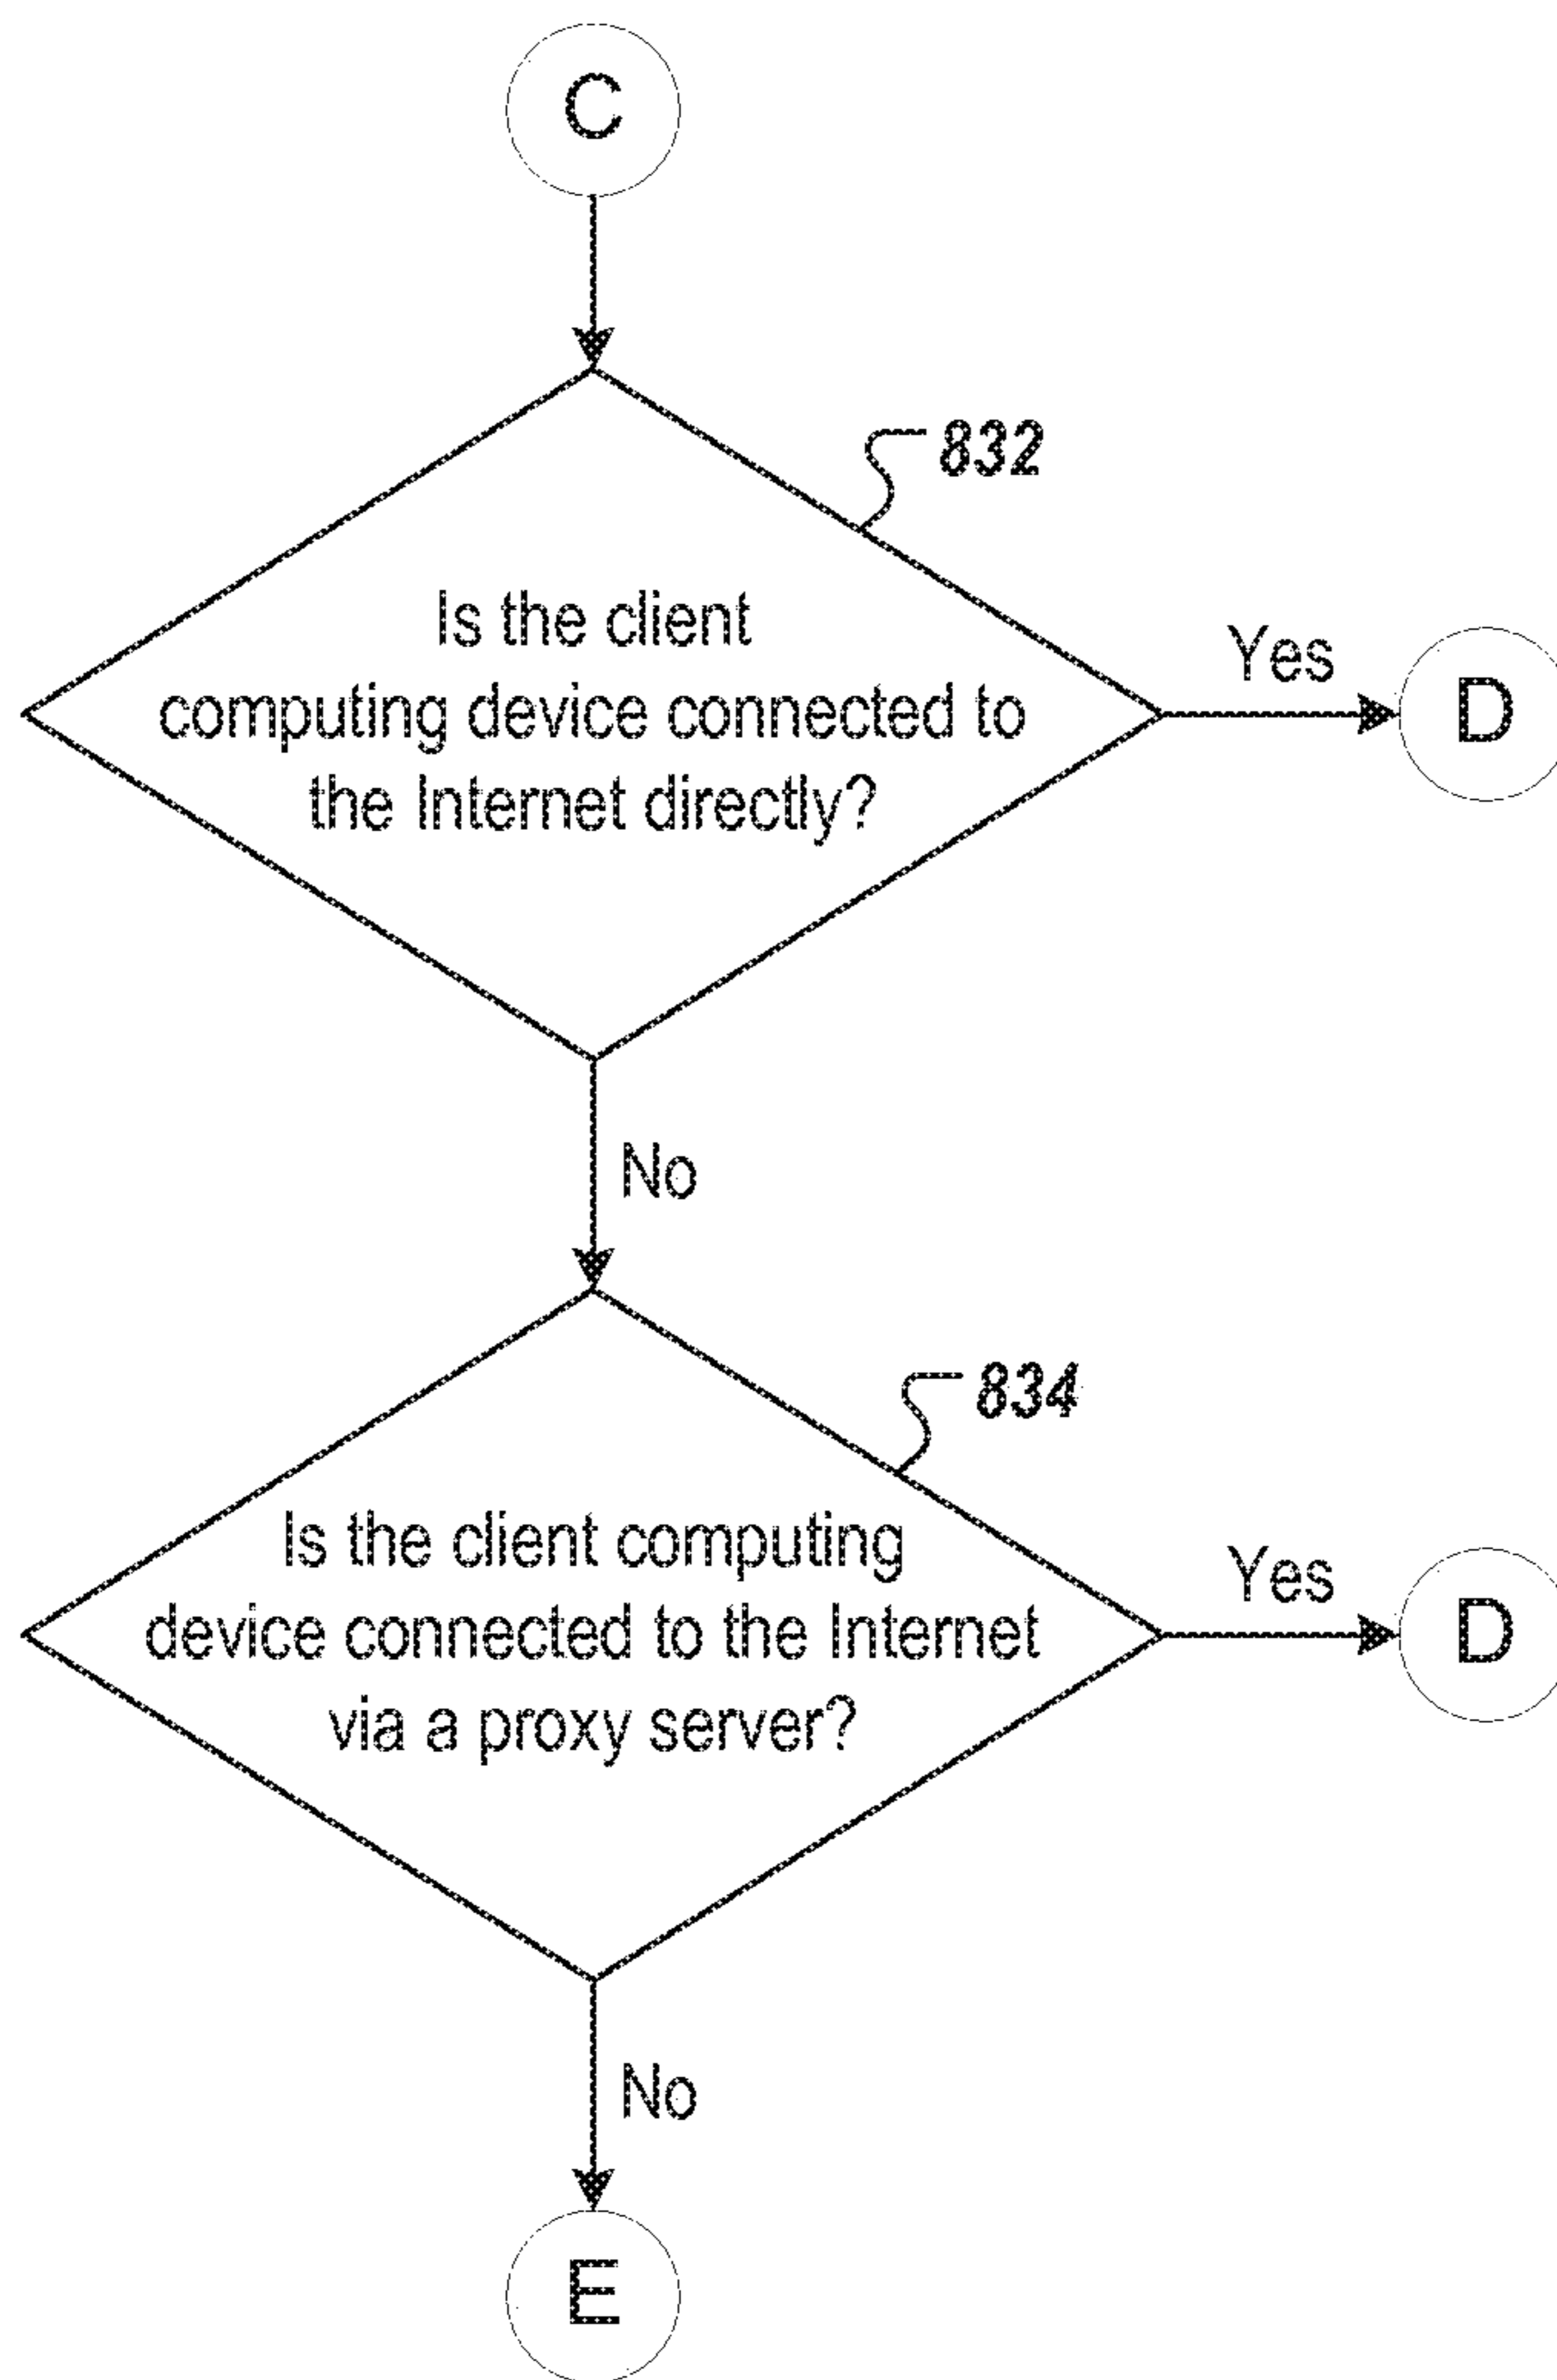 C
832
Is the client
computing device connected to
the Internet directly?
Yes
D
No
834
Is the client computing
device connected to the Internet
via a proxy server?
Yes
D
No
E